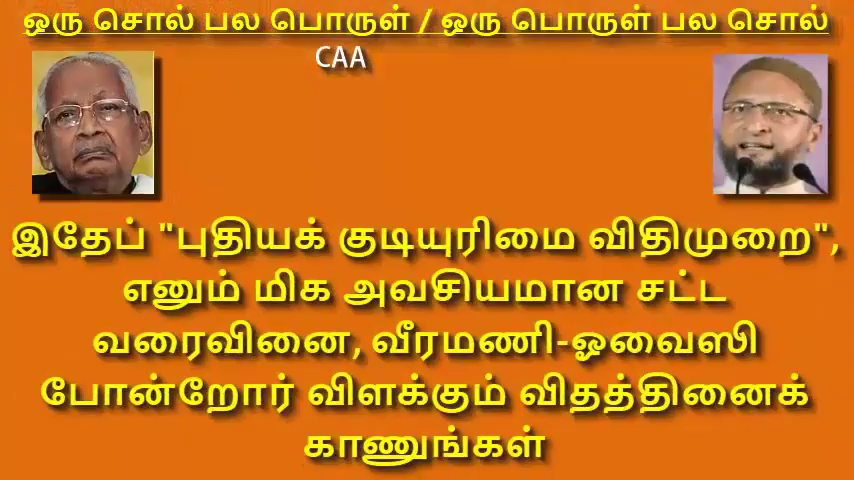 ஒரு சொல் பல பொருள் / ஒரு பொருள் பல சொல்
CAA
இதேப் "புதியக் குடியுரிமை விதிமுறை",
எனும் மிக அவசியமான சட்ட
வரைவினை, வீரமணி-ஓவைஸி
போன்றோர் விளக்கும் விதத்தினைக்
காணுங்கள்